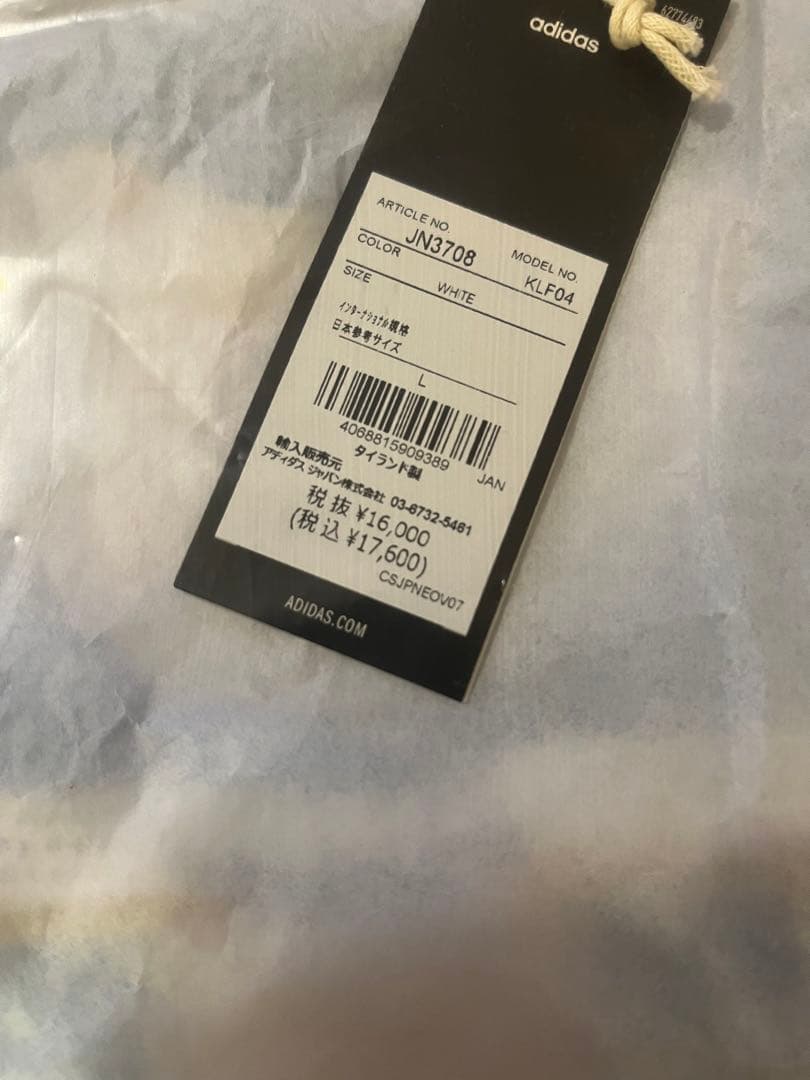 62774693
adidas
ARTICLE NO. MODEL NO.
JN3708 KLF04
COLOR WHITE
SIZE
インターナショナル規格
日本参考サイズ
L
4068815909389 JAN
タイランド製
輸入販売元
アディダス ジャパン株式会社 03-6732-5461
税抜 ¥16,000
(税込 ¥17,600)
CSJPNEOV07
ADIDAS.COM